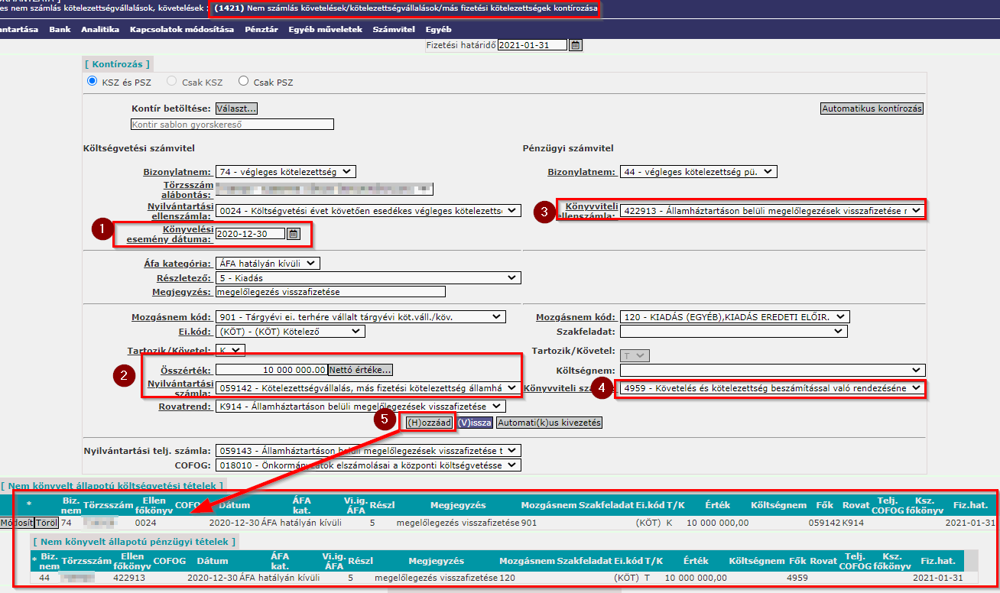 es nem számlás kötelezettségvállalások, követelések : (1421) Nem számlás követelések/kötelezettségvállalások/más fizetési kötelezettségek kontírozása
ántartása Bank Analitika Kapcsolatok módosítása Pénztár Egyéb műveletek Számvitel Egyéb
Fizetési határidő 2021-01-31
[ Kontírozás ]
KSZ és PSZ Csak KSZ Csak PSZ
Kontír betöltése: Választ... Automatikus kontírozás
Kontir sablon gyorskereső
Költségvetési számvitel Pénzügyi számvitel
Bizonylatnem: 74 - végleges kötelezettség Bizonylatnem: 44 - végleges kötelezettség pü.
Törzsszám
alábontás:
Nyilvántartási
ellenszámla: 0024 - Költségvetési évet követően esedékes végleges kötelezetts
3 Könyvviteli
ellenszámla: 422913 - Államháztartáson belüli megelőlegezések visszafizetése r
1 Könyvelési
esemény dátuma: 2020-12-30
Áfa kategória: ÁFA hatályán kívüli
Részletező: 5 - Kiadás
Megjegyzés: megelőlegezés visszafizetése
Mozgásnem kód: 901 - Tárgyévi ei. terhére vállalt tárgyévi köt.váll./köv. Mozgásnem kód: 120 - KIADÁS (EGYÉB),KIADÁS EREDETI ELŐIR.
Ei.kód: (KÖT) - (KÖT) Kötelező Szakfeladat:
Tartozik/Követel: K Tartozik/Követel: T
2 Összérték: 10 000 000.00 Nettó értéke... Költségnem:
Nyilvántartási
számla: 059142 - Kötelezettségvállalás, más fizetési kötelezettség államhá Könyvviteli sz 4 4959 - Követelés és kötelezettség beszámítással való rendezéséne
Rovatrend: K914 - Államháztartáson belüli megelőlegezések visszafizetése
5 (H)ozzáad (V)issza Automati(k)us kivezetés
Nyilvántartási telj. számla: 059143 - Államháztartáson belüli megelőlegezések visszafizetése t
COFOG: 018010 - Önkormányzatok elszámolásai a központi költségvetésse
[ Nem könyvelt állapotú költségvetési tételek ]
* Biz. nem Törzsszám Ellen főkönyv COFO Dátum ÁFA kat. Vi.ig. ÁFA Részl Megjegyzés Mozgásnem Szakfeladat Ei.kód T/K Érték Költségnem Fők Rovat Telj. COFOG Ksz. főkönyv Fiz.hat.
Módosít Töröl 74 0024 2020-12-30 ÁFA hatályán kívüli 5 megelőlegezés visszafizetése 901 (KÖT) K 10 000 000,00 059142 K914 2021-01-31
[ Nem könyvelt állapotú pénzügyi tételek ]
* Biz. nem Törzsszám Ellen főkönyv COFOG Dátum ÁFA kat. Vi.ig. ÁFA Részl Megjegyzés Mozgásnem Szakfeladat Ei.kód T/K Érték Költségnem Fők Rovat Telj. COFOG Ksz. főkönyv Fiz.hat.
44 422913 2020-12-30 ÁFA hatályán kívüli 5 megelőlegezés visszafizetése 120 (KÖT) T 10 000 000,00 4959 2021-01-31